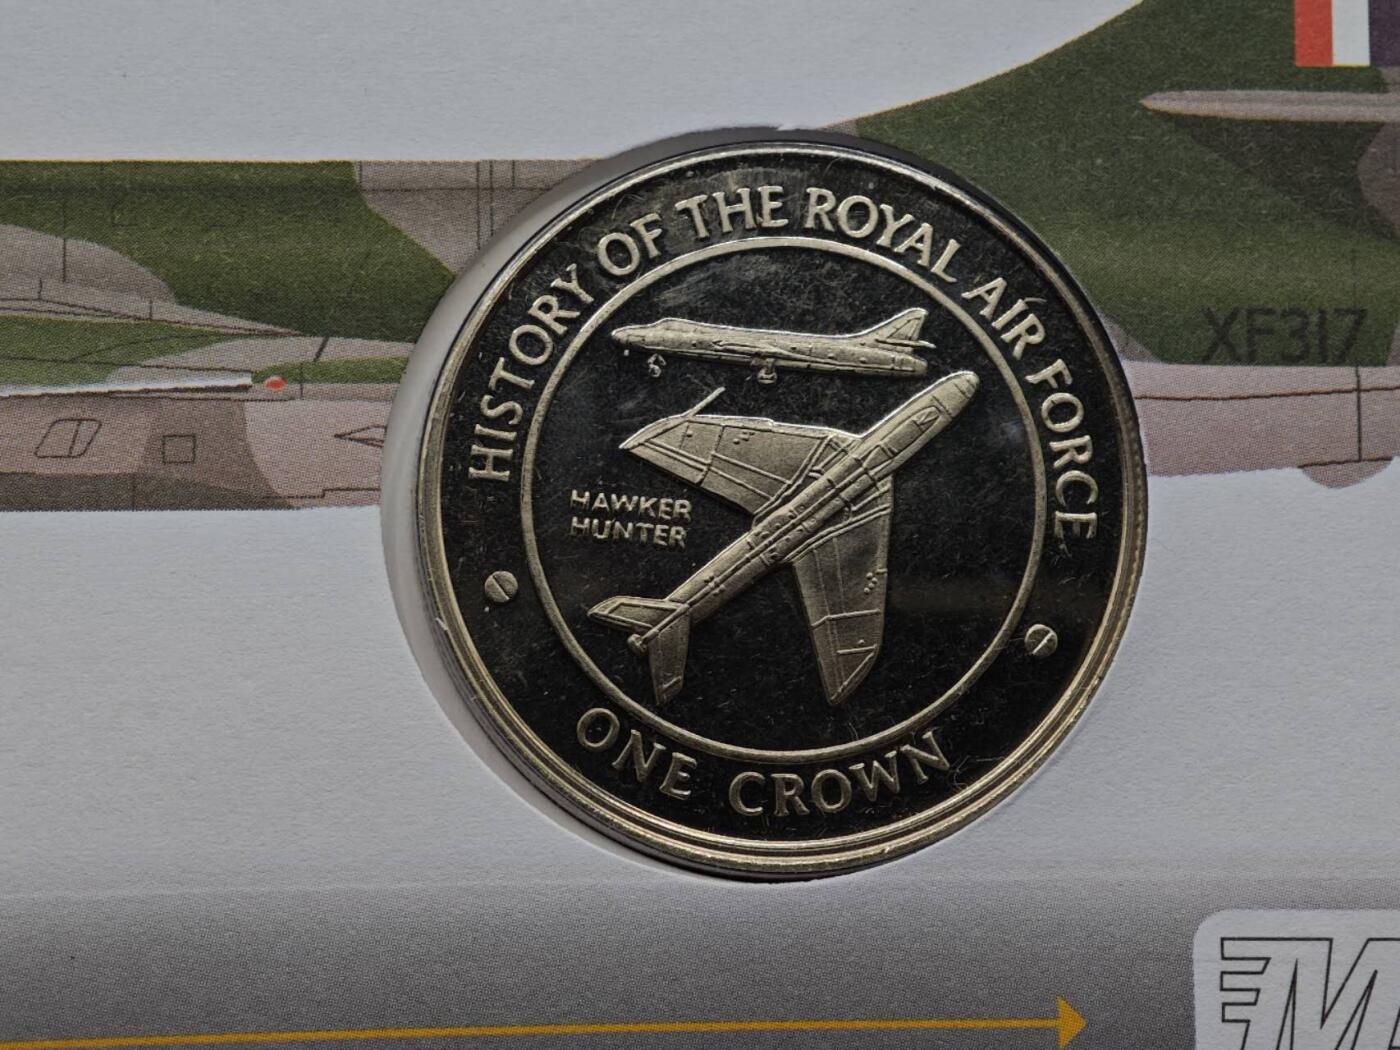 HISTORY OF THE ROYAL AIR FORCE
HAWKER
HUNTER
ONE CROWN
XF317